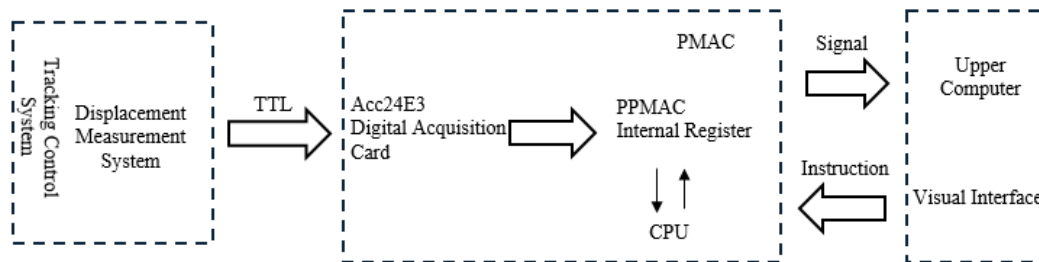 Tracking Control
System
Displacement
Measurement
System
TTL
PMAC
Acc24E3
Digital Acquisition
Card
PPMAC
Internal Register
CPU
Signal
Instruction
Upper
Computer
Visual Interface